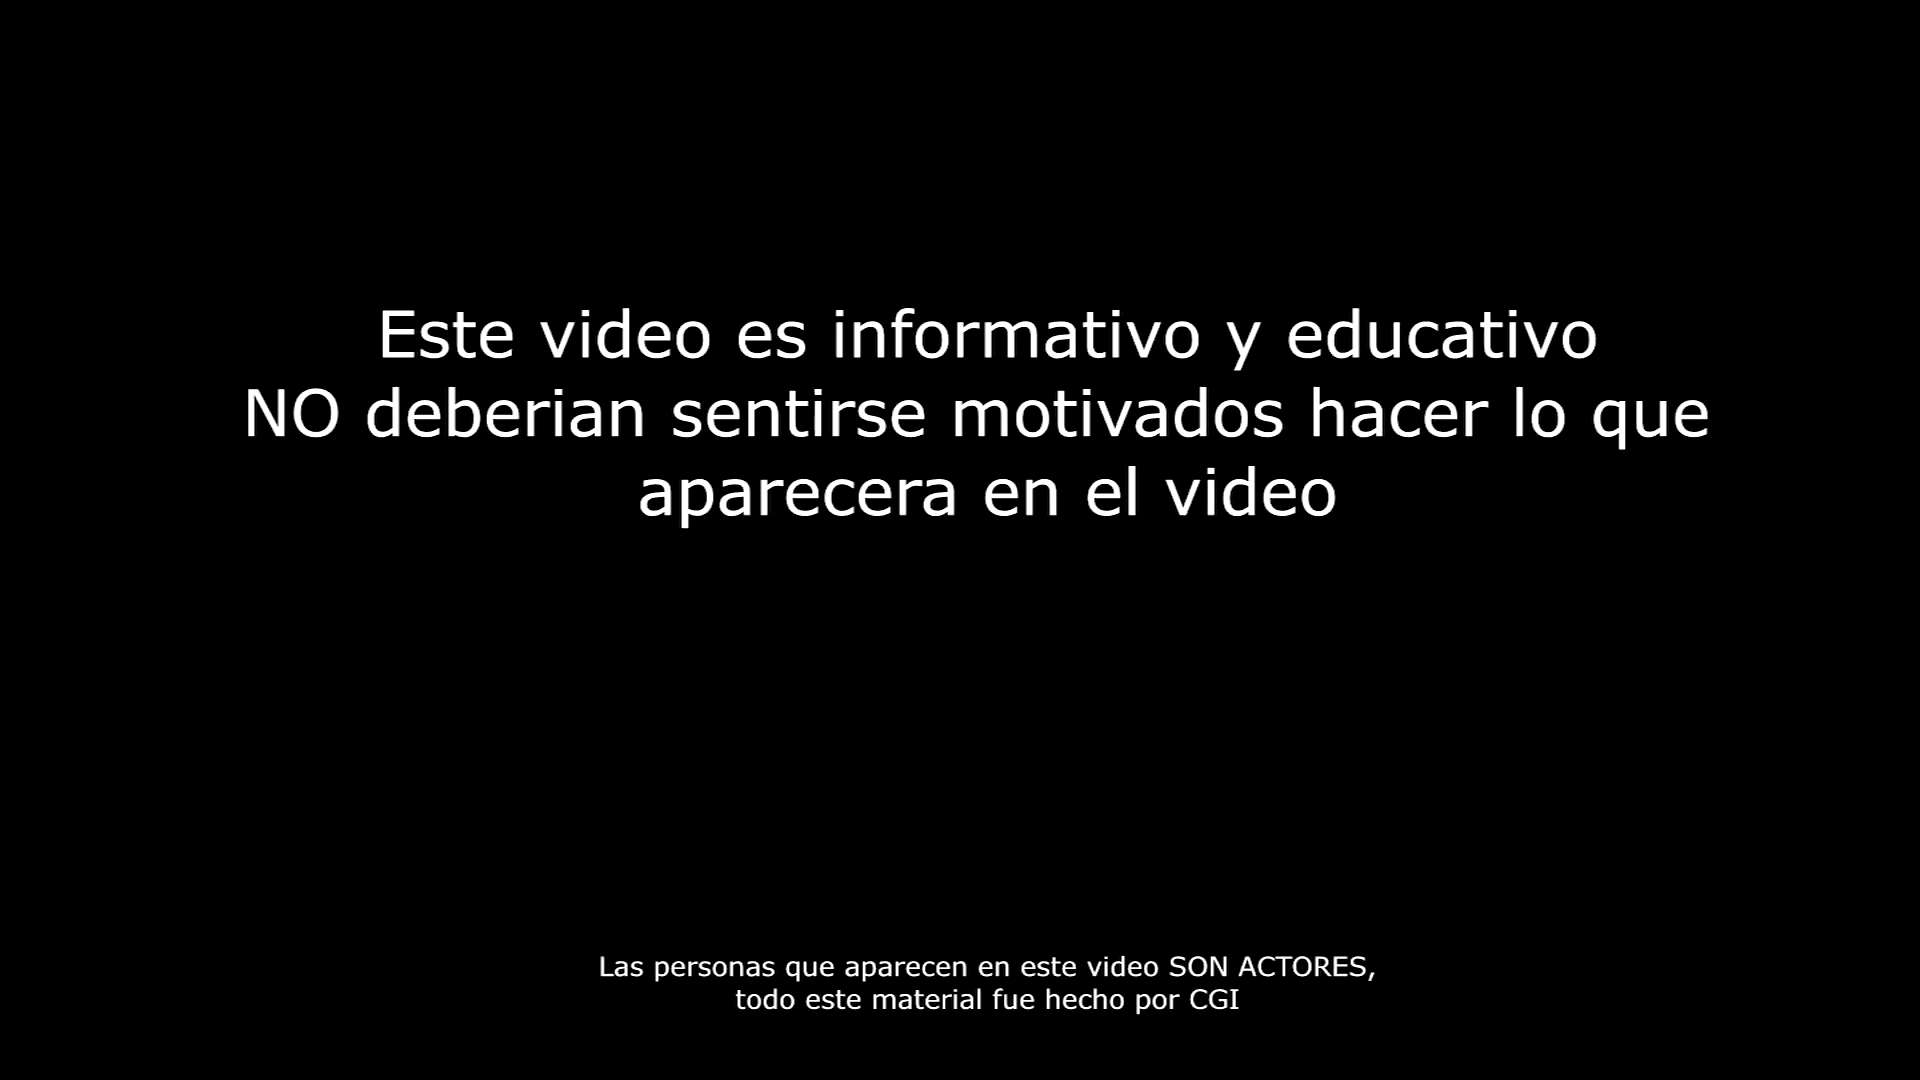 Este video es informativo y educativo
NO deberian sentirse motivados hacer lo que
aparecera en el video
Las personas que aparecen en este video SON ACTORES,
todo este material fue hecho por CGI